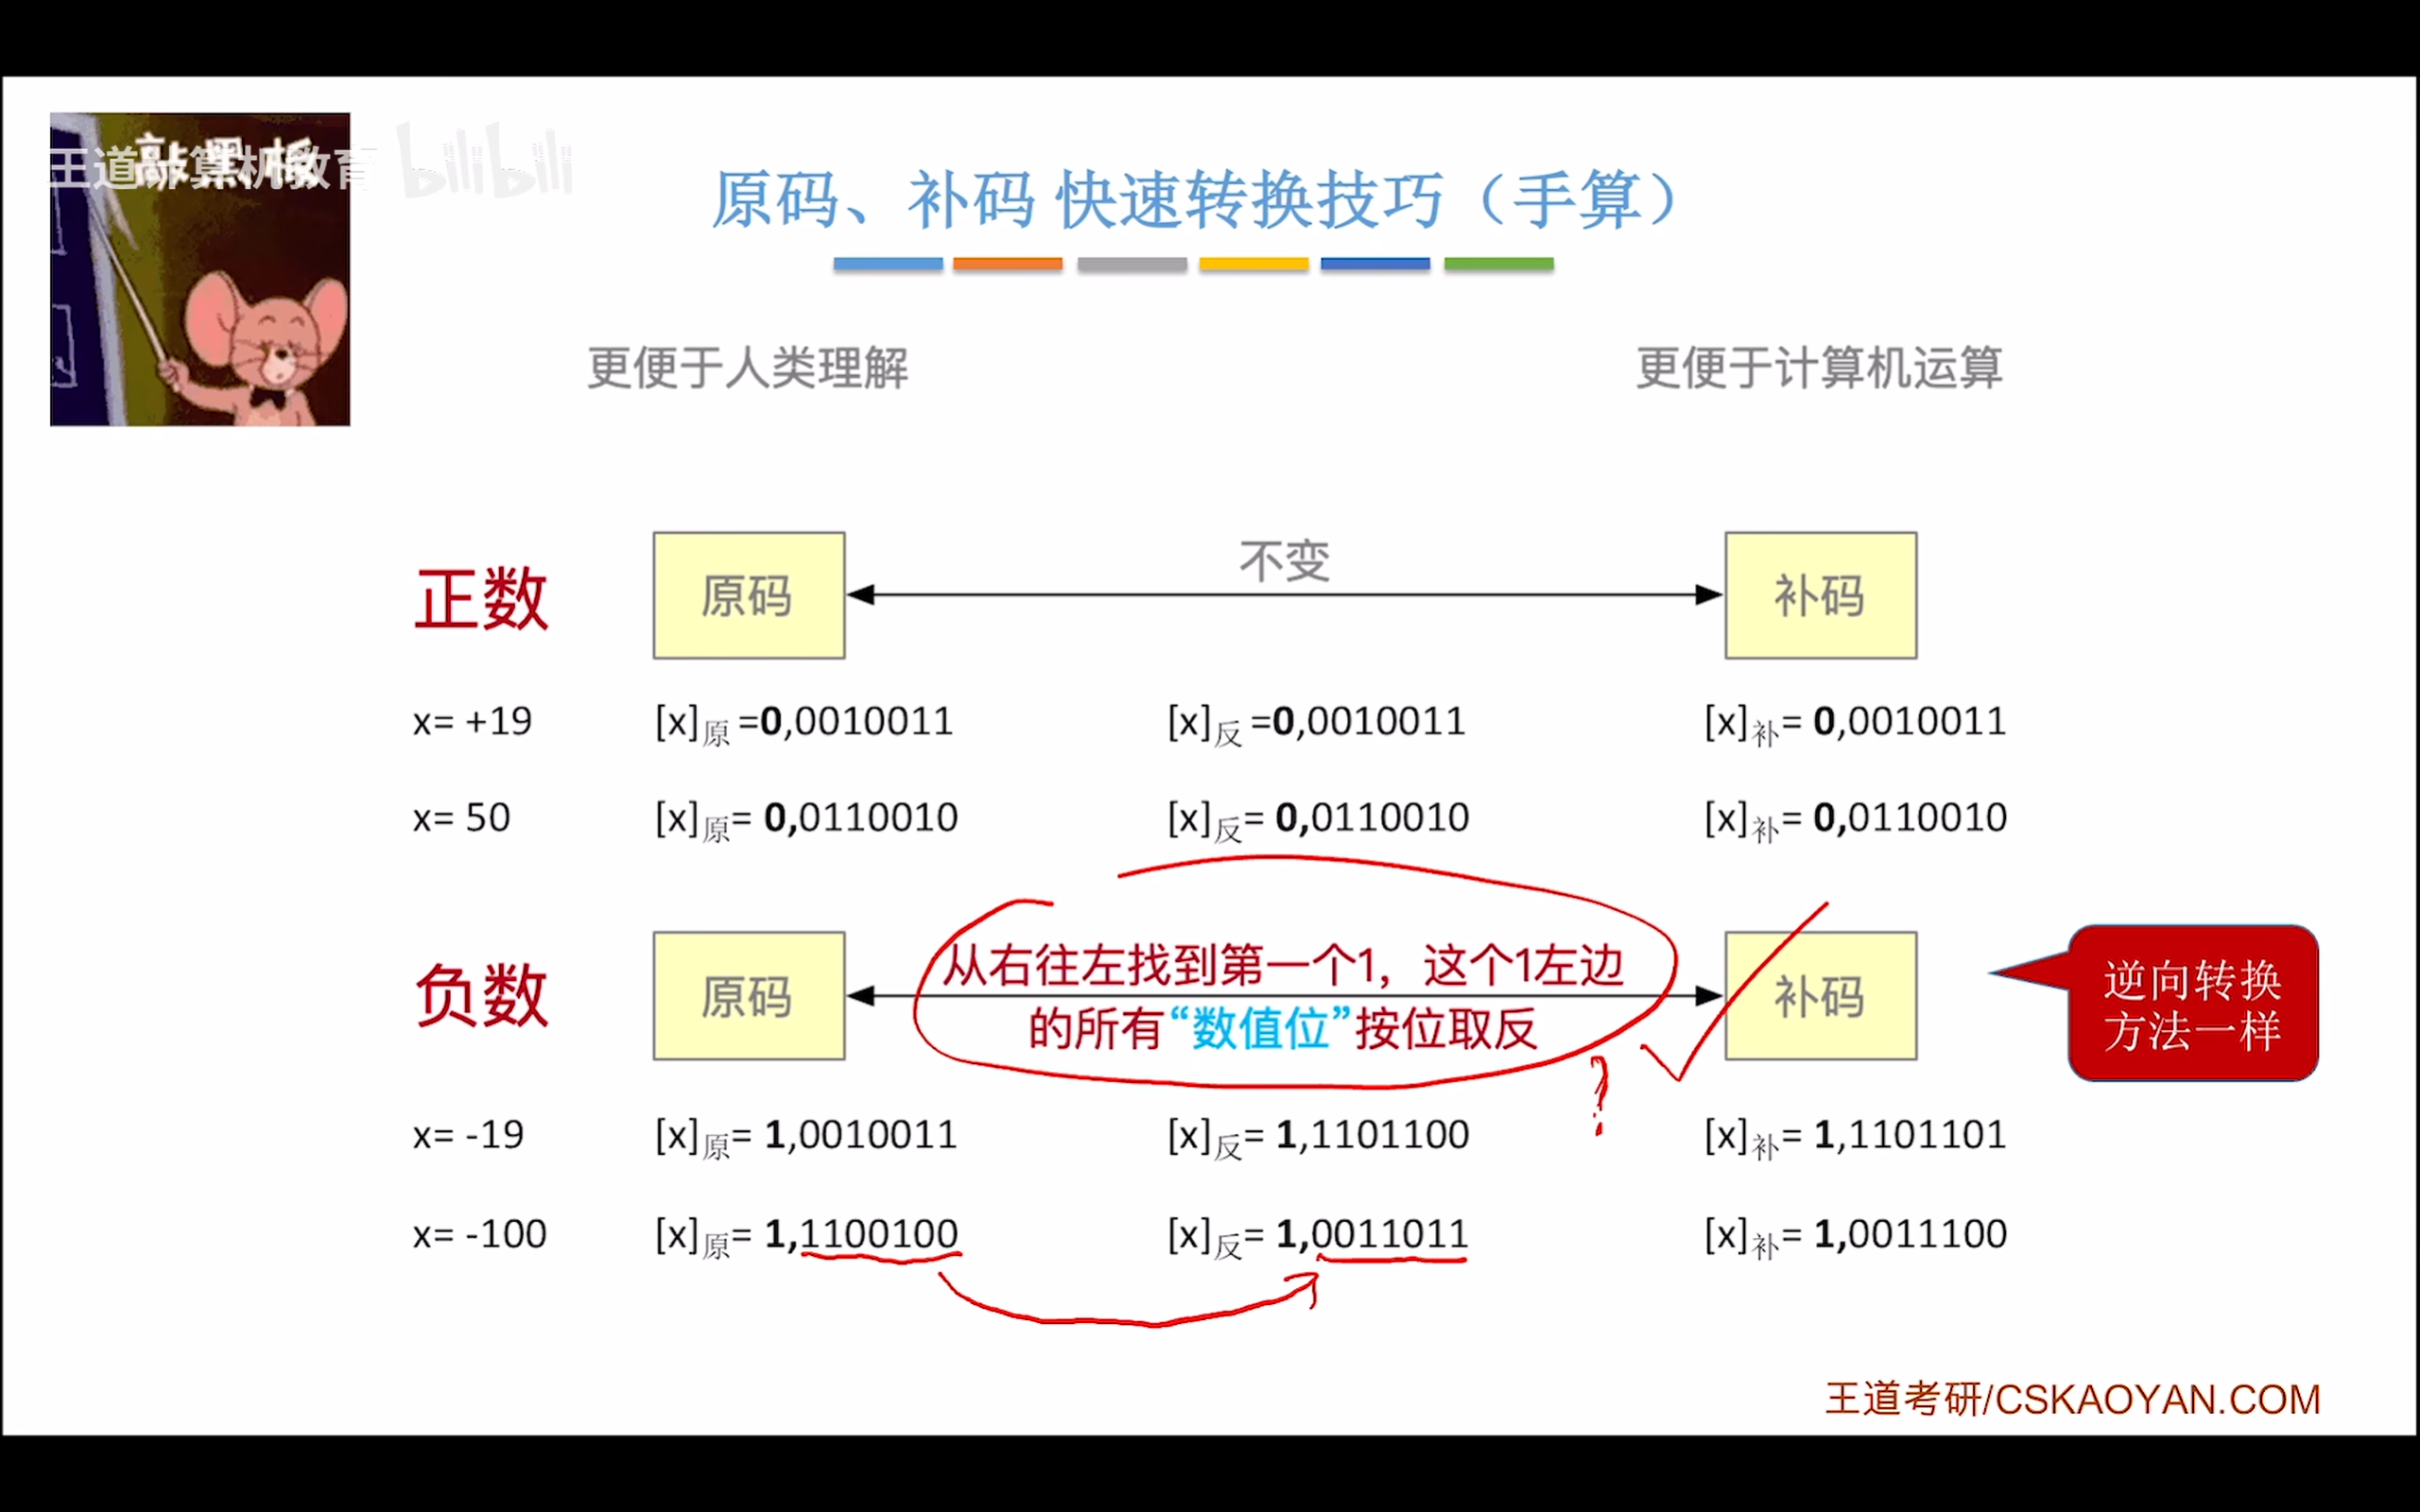 敲黑板
王道计算机教育 bilibili
原码、补码 快速转换技巧（手算）
更便于人类理解 更便于计算机运算
正数 原码 不变 补码
x= +19 [x]原 =0,0010011 [x]反 =0,0010011 [x]补= 0,0010011
x= 50 [x]原= 0,0110010 [x]反= 0,0110010 [x]补= 0,0110010
从右往左找到第一个1，这个1左边
负数 原码 补码
的所有“数值位”按位取反
逆向转换
方法一样
?
x= -19 [x]原= 1,0010011 [x]反= 1,1101100 [x]补= 1,1101101
x= -100 [x]原= 1,1100100 [x]反= 1,0011011 [x]补= 1,0011100
王道考研/CSKAOYAN.COM